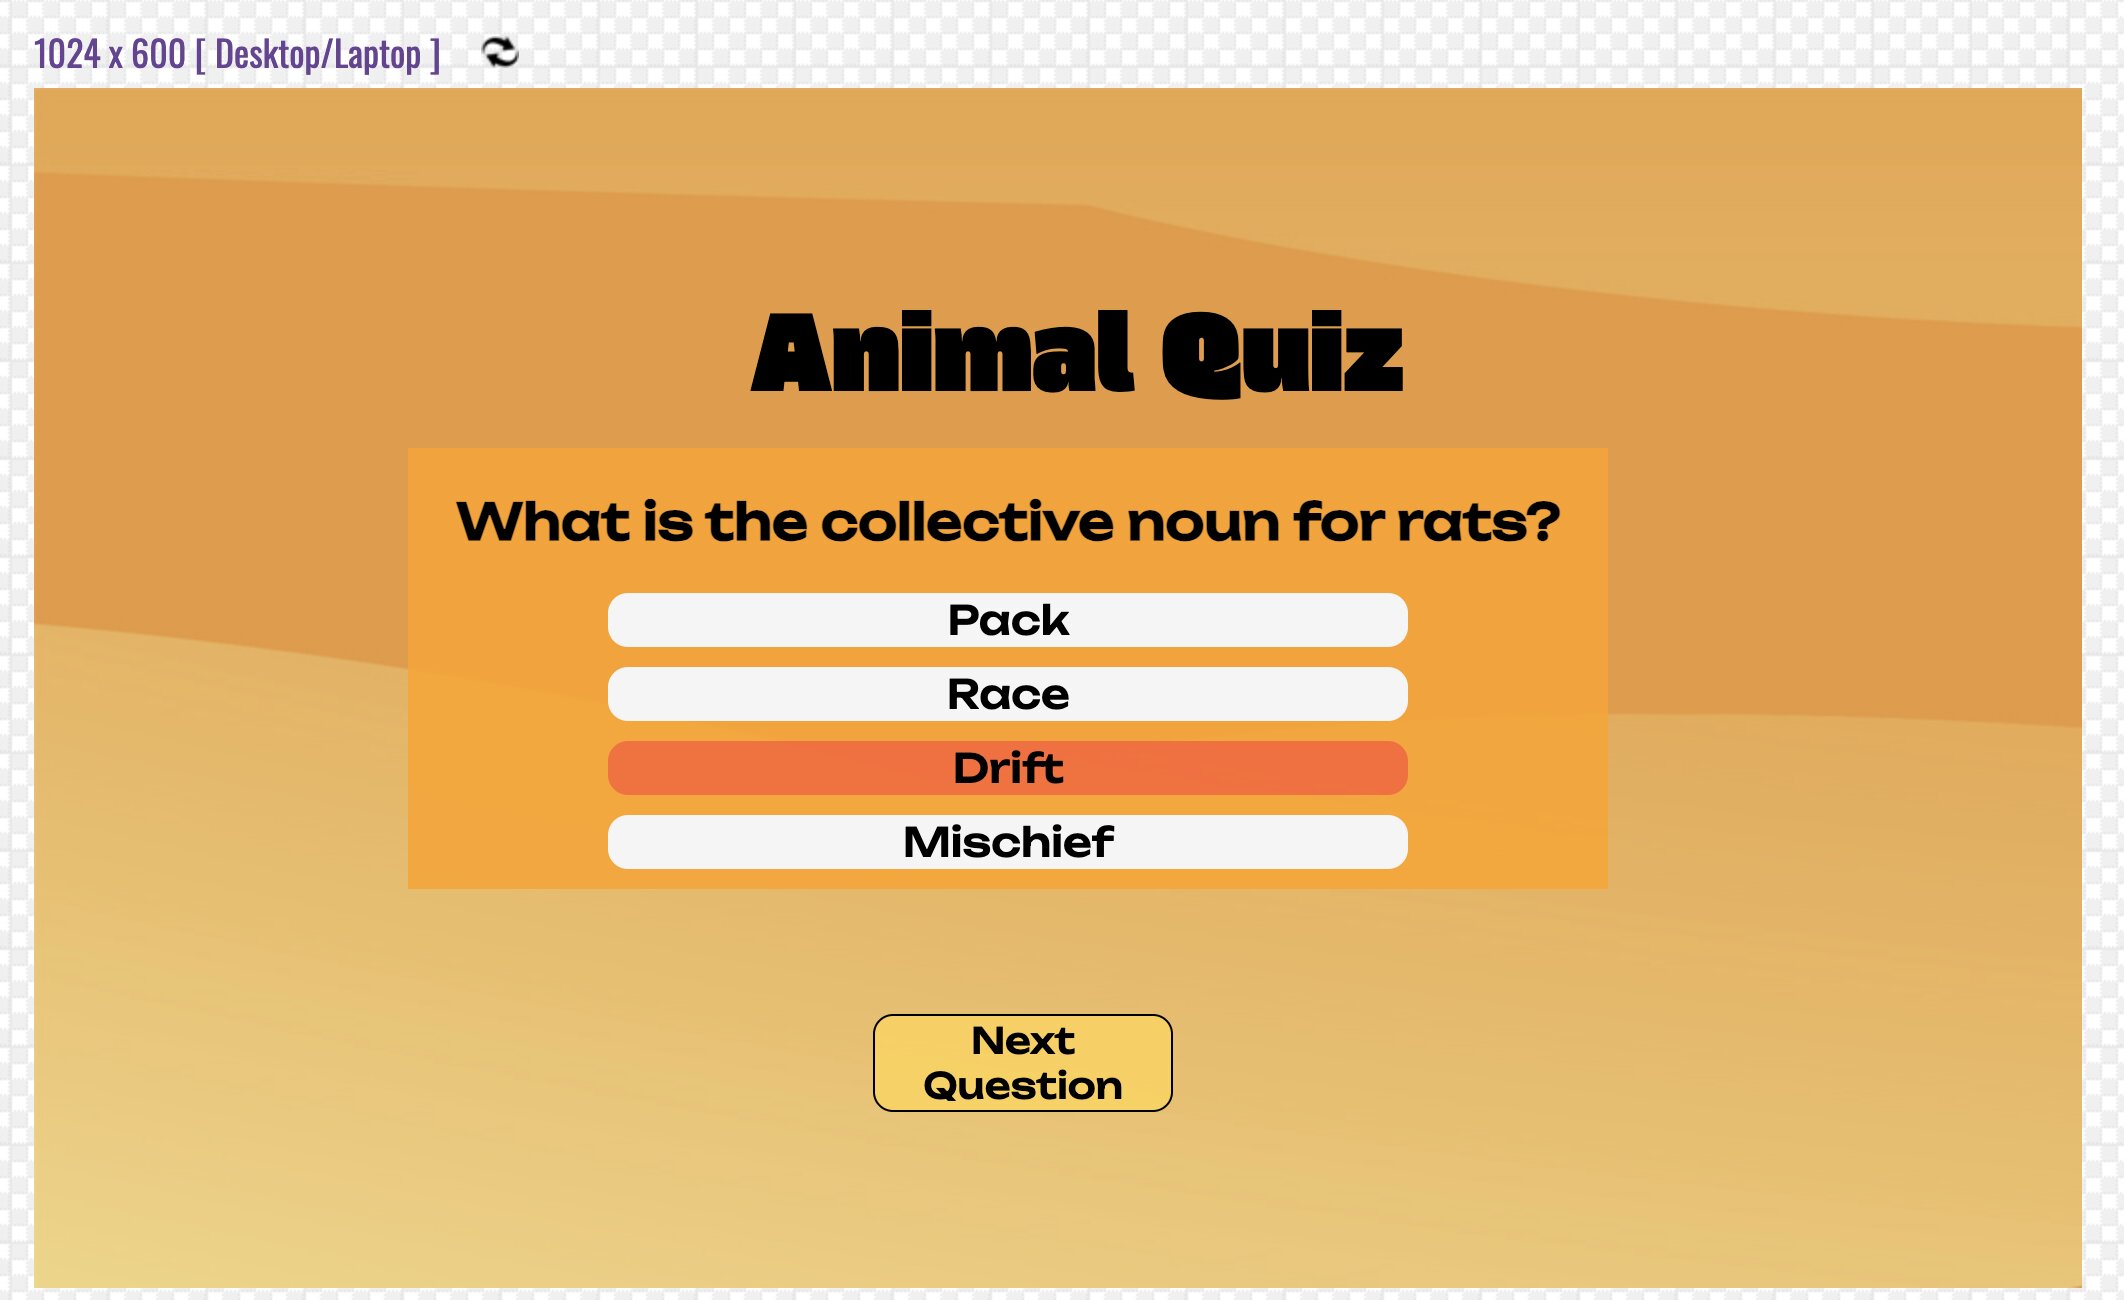 1024 x 600 [ Desktop/Laptop ]
Animal Quiz
What is the collective noun for rats?
Pack
Race
Drift
Mischief
Next
Question